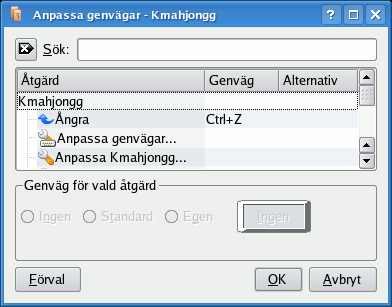 Anpassa genvägar - Kmahjongg
Sök:
Åtgärd Genväg Alternativ
Kmahjongg
Ångra Ctrl+Z
Anpassa genvägar...
Anpassa Kmahjongg...
Genväg för vald åtgärd
Ingen Standard Egen Ingen
Förval OK Avbryt